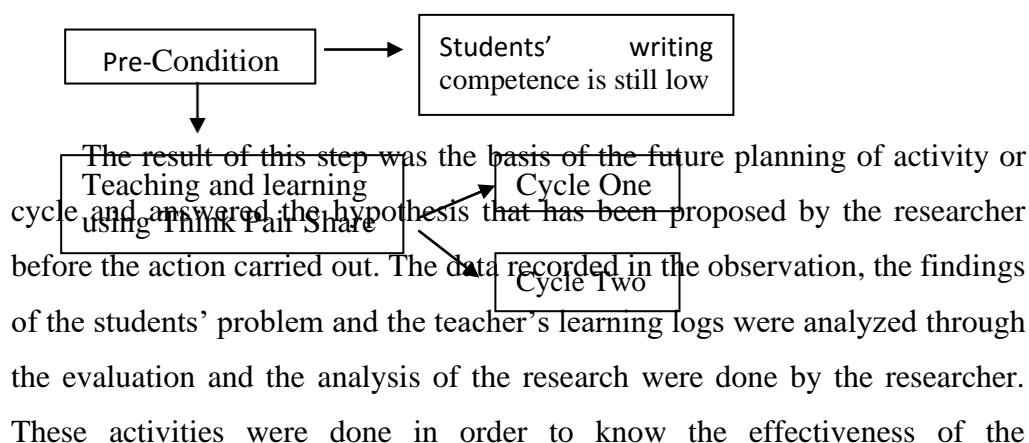 Pre-Condition
Students’ writing
competence is still low
The result of this step was the basis of the future planning of activity or
Teaching and learning
Cycle One
cycle and answered the hypothesis that has been proposed by the researcher
using Think Pair Share
before the action carried out. The data recorded in the observation, the findings
Cycle Two
of the students’ problem and the teacher’s learning logs were analyzed through
the evaluation and the analysis of the research were done by the researcher.
These activities were done in order to know the effectiveness of the